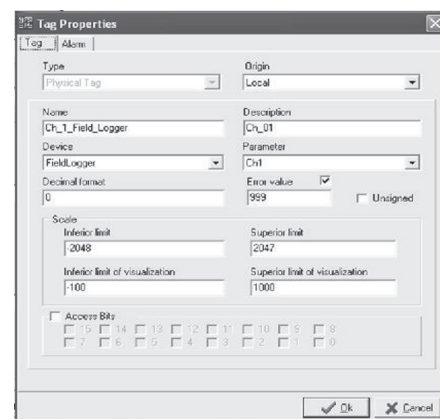 Tag Properties
Tag Alarm
Type Origin
Physical Tag Local
Name Description
Ch_1_Field_Logger Ch_01
Device Parameter
FieldLogger Ch1
Decimal format Error value
0 999 Unsigned
Scale
Inferior limit Superior limit
-2048 2047
Inferior limit of visualization Superior limit of visualization
-100 1000
Access Bits
15 14 13 12 11 10 9 8
7 6 5 4 3 2 1 0
Ok Cancel